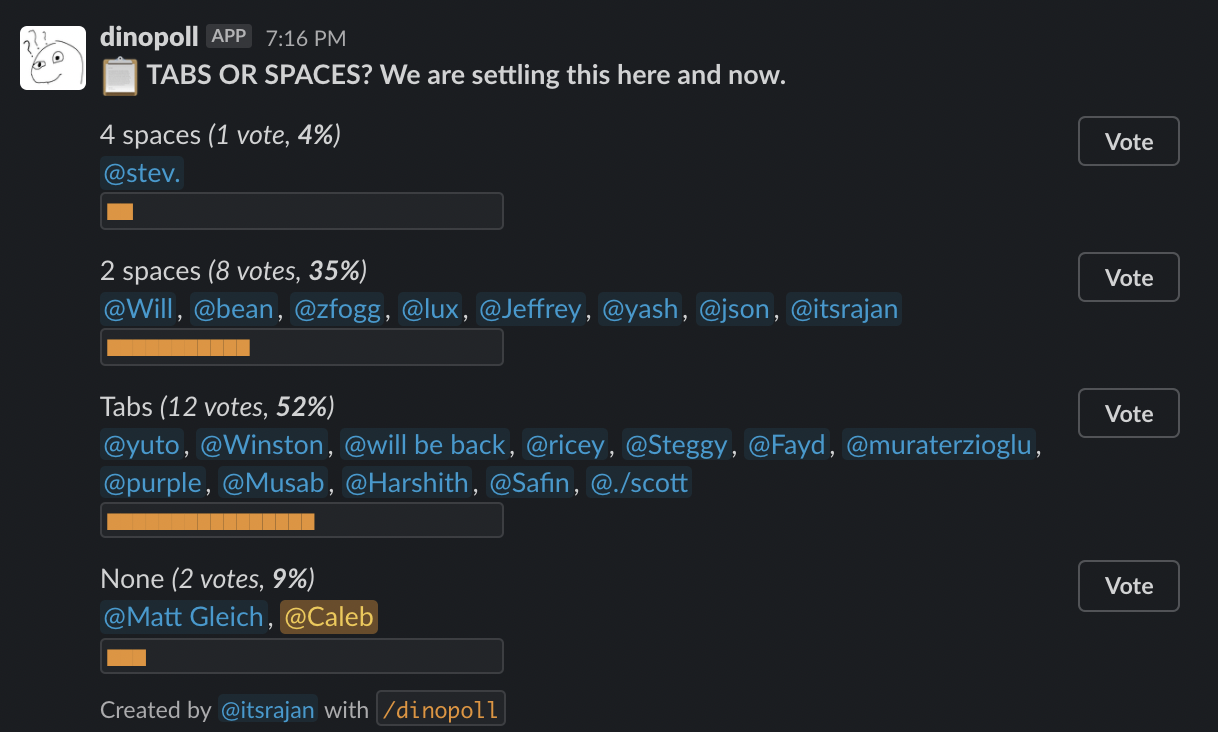 dinopoll APP 7:16 PM
TABS OR SPACES? We are settling this here and now.
4 spaces (1 vote, 4%)
Vote
@stev.
2 spaces (8 votes, 35%)
Vote
@Will, @bean, @zfogg, @lux, @Jeffrey, @yash, @json, @itsrajan
Tabs (12 votes, 52%)
Vote
@yuto, @Winston, @will be back, @ricey, @Steggy, @Fayd, @muraterzioglu,
@purple, @Musab, @Harshith, @Safin, @./scott
None (2 votes, 9%)
Vote
@Matt Gleich, @Caleb
Created by @itsrajan with /dinopoll